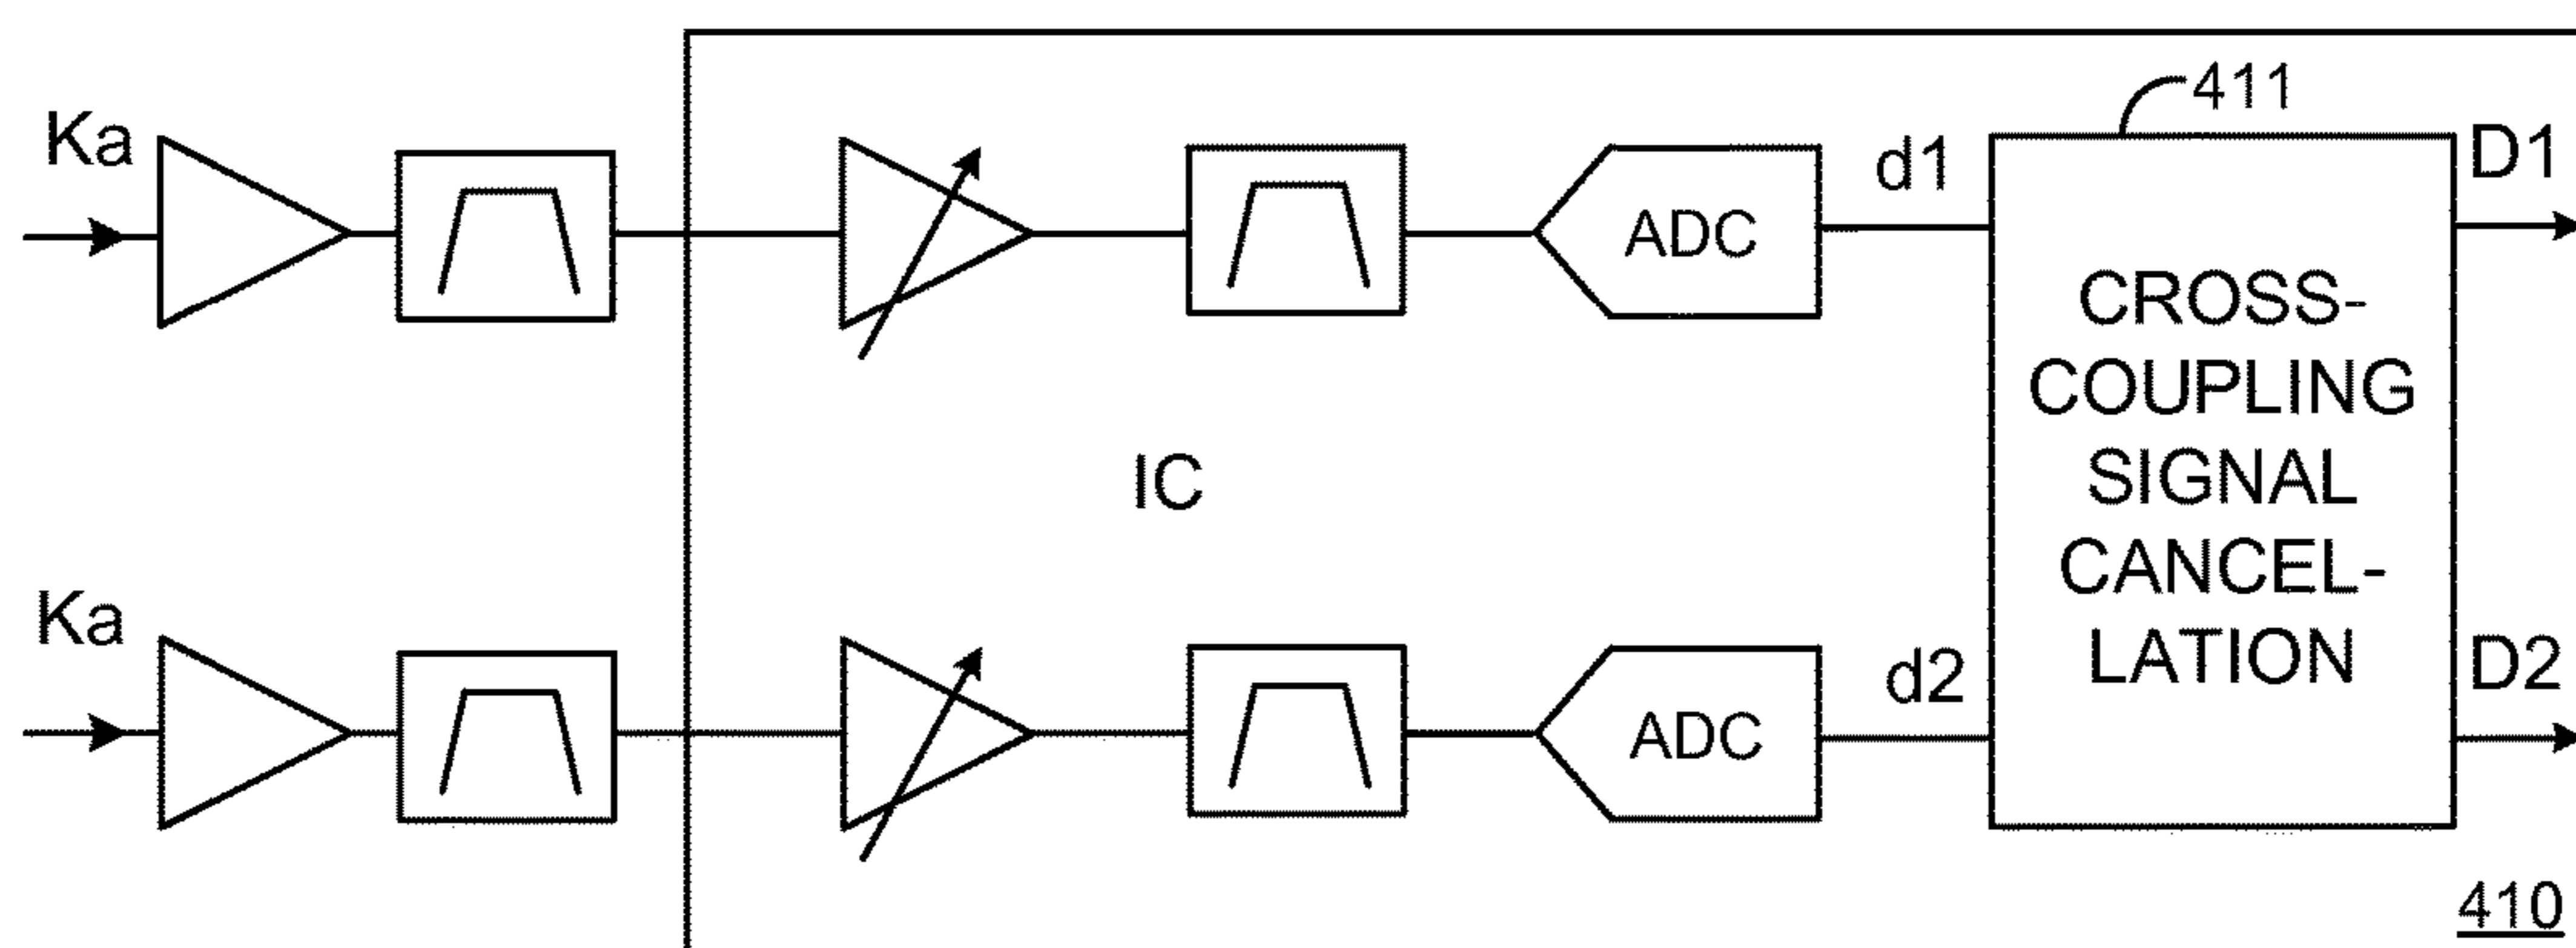 411
Ka
d1
D1
ADC
CROSS-
COUPLING
SIGNAL
CANCEL-
LATION
IC
Ka
d2
D2
ADC
410